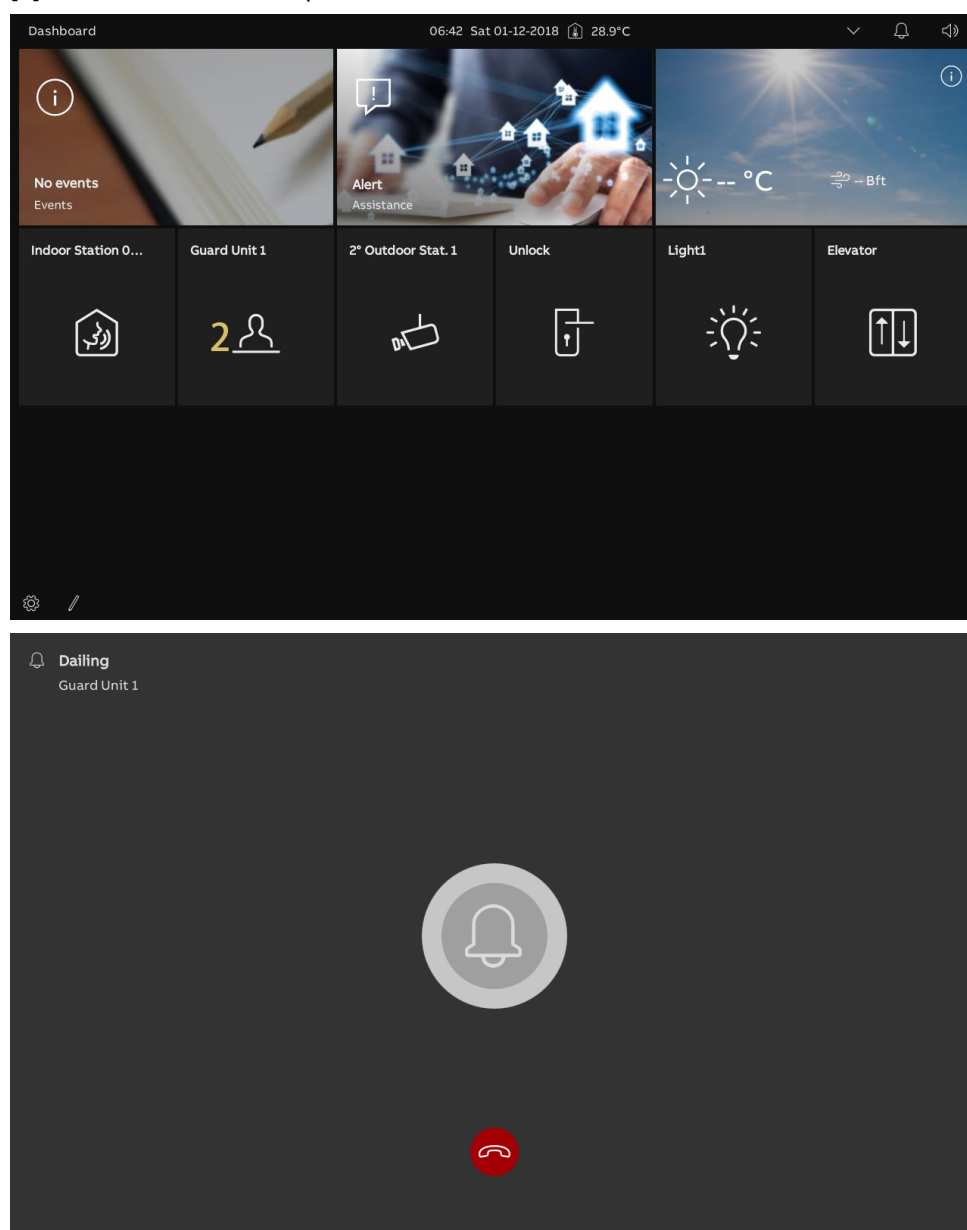 Dashboard
06:42 Sat 01-12-2018 28.9°C
No events
Events
Alert
Assistance
-- °C
-- Bft
Indoor Station 0...
Guard Unit 1
2° Outdoor Stat. 1
Unlock
Light1
Elevator
2
Dailing
Guard Unit 1